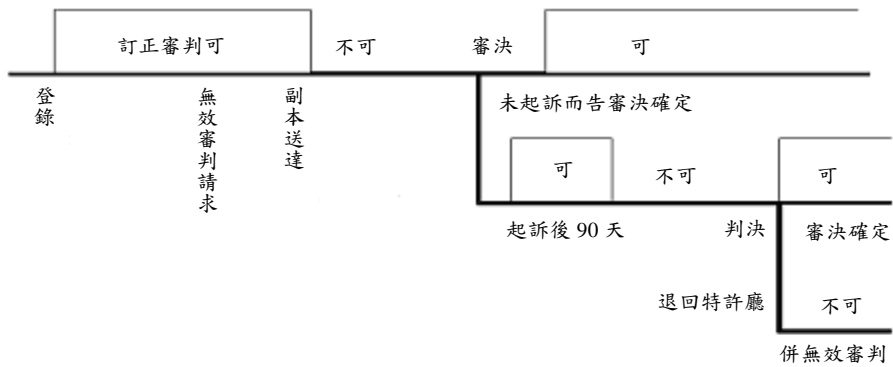 訂正審判可
不可
審決
可
登錄
無效審判請求
副本送達
未起訴而告審決確定
可
不可
可
起訴後 90 天
判決
審決確定
退回特許廳
不可
併無效審判